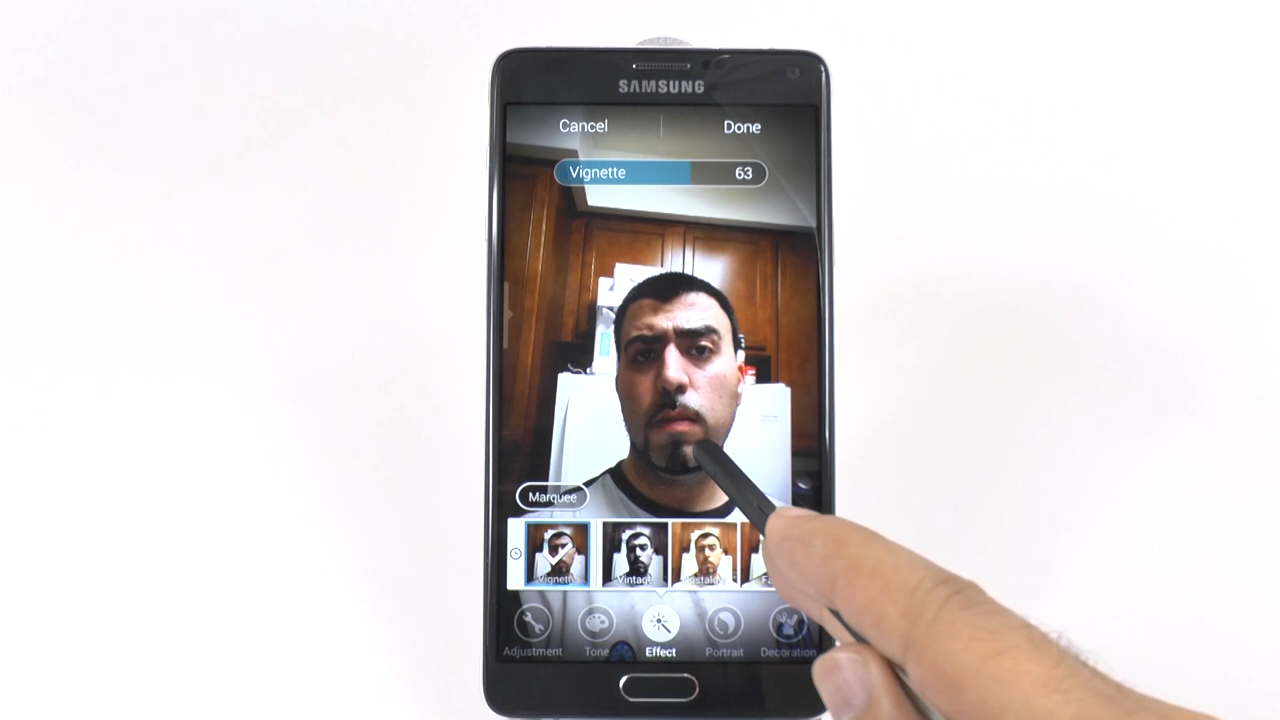 SAMSUNG
Cancel Done
Vignette 63
Marquee
Vignette Vintage
Adjustment Tone Effect Portrait Decoration